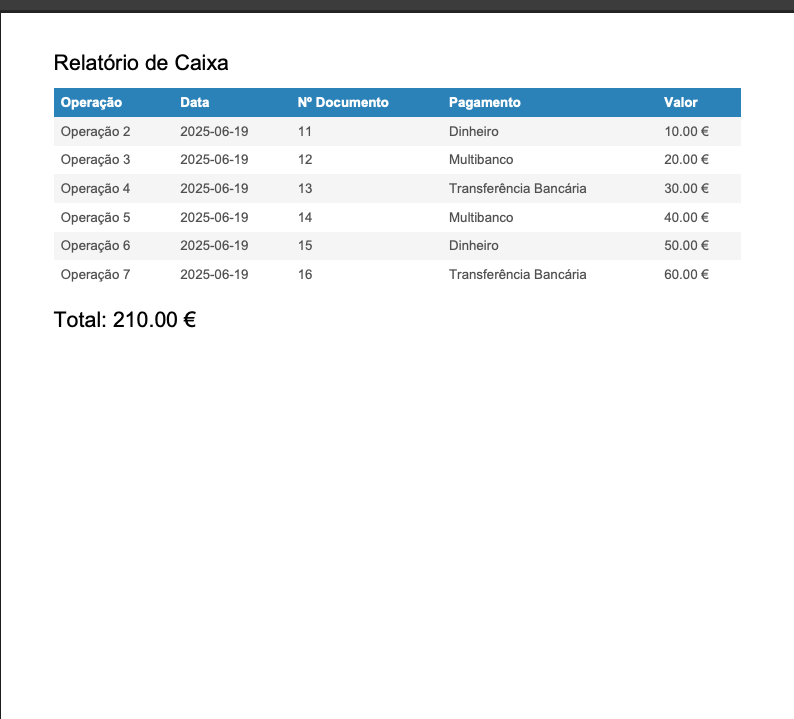 Relatório de Caixa
Operação Data Nº Documento Pagamento Valor
Operação 2 2025-06-19 11 Dinheiro 10.00 €
Operação 3 2025-06-19 12 Multibanco 20.00 €
Operação 4 2025-06-19 13 Transferência Bancária 30.00 €
Operação 5 2025-06-19 14 Multibanco 40.00 €
Operação 6 2025-06-19 15 Dinheiro 50.00 €
Operação 7 2025-06-19 16 Transferência Bancária 60.00 €
Total: 210.00 €